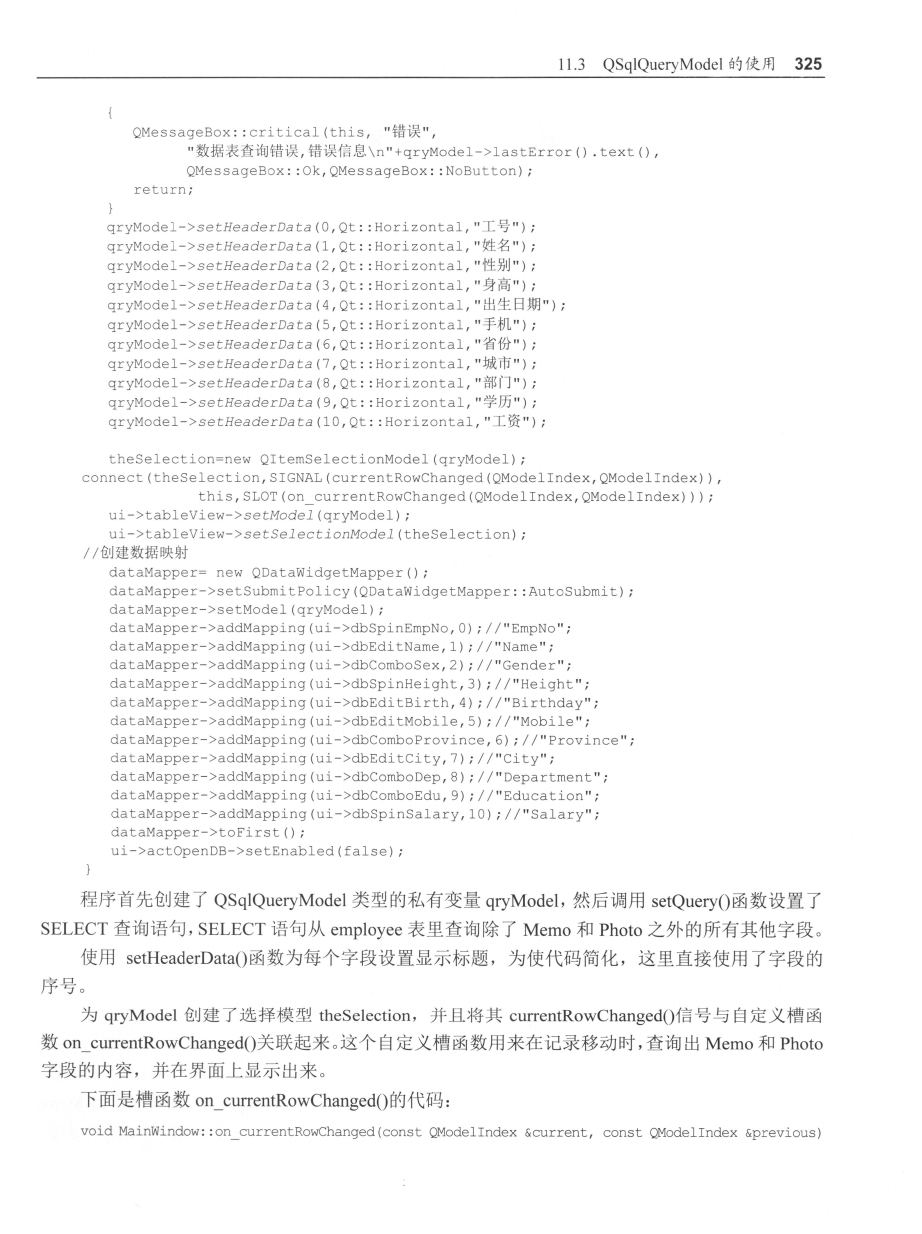 11.3 QSqlQueryModel 的使用 325
{
QMessageBox::critical(this, "错误",
"数据表查询错误,错误信息\n"+qryModel->lastError().text(),
QMessageBox::Ok,QMessageBox::NoButton);
return;
}
qryModel->setHeaderData(0,Qt::Horizontal,"工号");
qryModel->setHeaderData(1,Qt::Horizontal,"姓名");
qryModel->setHeaderData(2,Qt::Horizontal,"性别");
qryModel->setHeaderData(3,Qt::Horizontal,"身高");
qryModel->setHeaderData(4,Qt::Horizontal,"出生日期");
qryModel->setHeaderData(5,Qt::Horizontal,"手机");
qryModel->setHeaderData(6,Qt::Horizontal,"省份");
qryModel->setHeaderData(7,Qt::Horizontal,"城市");
qryModel->setHeaderData(8,Qt::Horizontal,"部门");
qryModel->setHeaderData(9,Qt::Horizontal,"学历");
qryModel->setHeaderData(10,Qt::Horizontal,"工资");
theSelection=new QItemSelectionModel(qryModel);
connect(theSelection,SIGNAL(currentRowChanged(QModelIndex,QModelIndex)),
this,SLOT(on_currentRowChanged(QModelIndex,QModelIndex)));
ui->tableView->setModel(qryModel);
ui->tableView->setSelectionModel(theSelection);
//创建数据映射
dataMapper= new QDataWidgetMapper();
dataMapper->setSubmitPolicy(QDataWidgetMapper::AutoSubmit);
dataMapper->setModel(qryModel);
dataMapper->addMapping(ui->dbSpinEmpNo,0);//"EmpNo";
dataMapper->addMapping(ui->dbEditName,1);//"Name";
dataMapper->addMapping(ui->dbComboSex,2);//"Gender";
dataMapper->addMapping(ui->dbSpinHeight,3);//"Height";
dataMapper->addMapping(ui->dbEditBirth,4);//"Birthday";
dataMapper->addMapping(ui->dbEditMobile,5);//"Mobile";
dataMapper->addMapping(ui->dbComboProvince,6);//"Province";
dataMapper->addMapping(ui->dbEditCity,7);//"City";
dataMapper->addMapping(ui->dbComboDep,8);//"Department";
dataMapper->addMapping(ui->dbComboEdu,9);//"Education";
dataMapper->addMapping(ui->dbSpinSalary,10);//"Salary";
dataMapper->toFirst();
ui->actOpenDB->setEnabled(false);
}
程序首先创建了 QSqlQueryModel 类型的私有变量 qryModel，然后调用 setQuery()函数设置了
SELECT 查询语句，SELECT 语句从 employee 表里查询除了 Memo 和 Photo 之外的所有其他字段。
使用 setHeaderData()函数为每个字段设置显示标题，为使代码简化，这里直接使用了字段的
序号。
为 qryModel 创建了选择模型 theSelection，并且将其 currentRowChanged()信号与自定义槽函
数 on_currentRowChanged()关联起来。这个自定义槽函数用来在记录移动时，查询出 Memo 和 Photo
字段的内容，并在界面上显示出来。
下面是槽函数 on_currentRowChanged()的代码：
void MainWindow::on_currentRowChanged(const QModelIndex &current, const QModelIndex &previous)